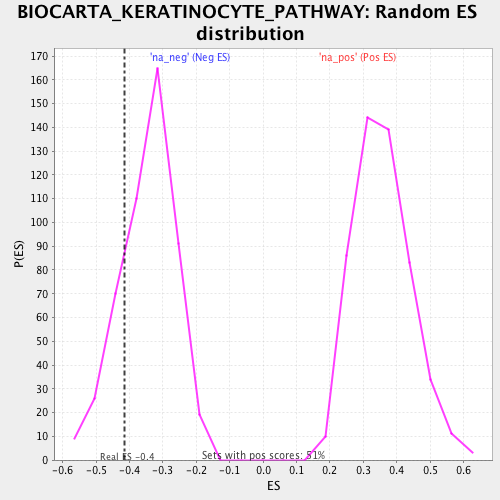 BIOCARTA_KERATINOCYTE_PATHWAY: Random ES
distribution
'na_neg' (Neg ES) 'na_pos' (Pos ES)
170
160
150
140
130
120
110
100
90
80
70
60
50
40
30
20
10
0
P(ES)
Real ES -0.4 Sets with pos scores: 51%
-0.6 -0.5 -0.4 -0.3 -0.2 -0.1 0.0 0.1 0.2 0.3 0.4 0.5 0.6
ES